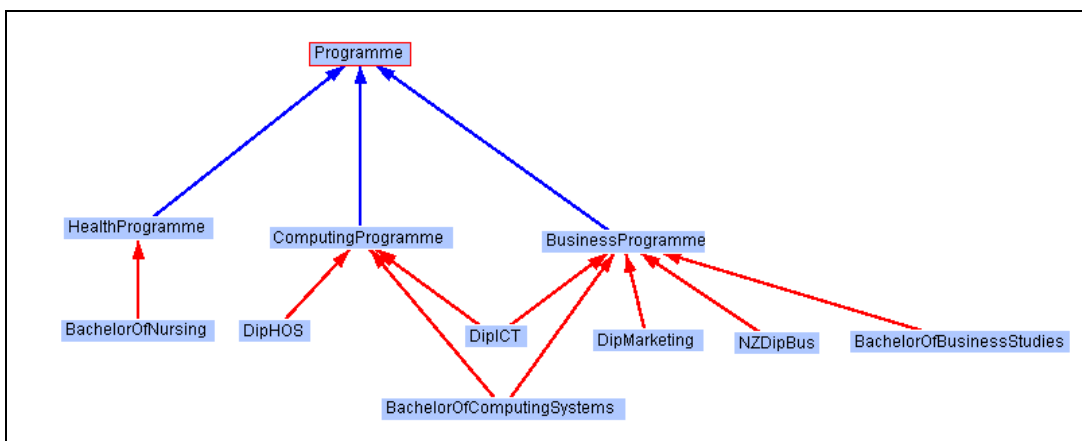 Programme
HealthProgramme
ComputingProgramme
BusinessProgramme
BachelorOfNursing
DipHOS
DipICT
DipMarketing
NZDipBus
BachelorOfBusinessStudies
BachelorOfComputingSystems